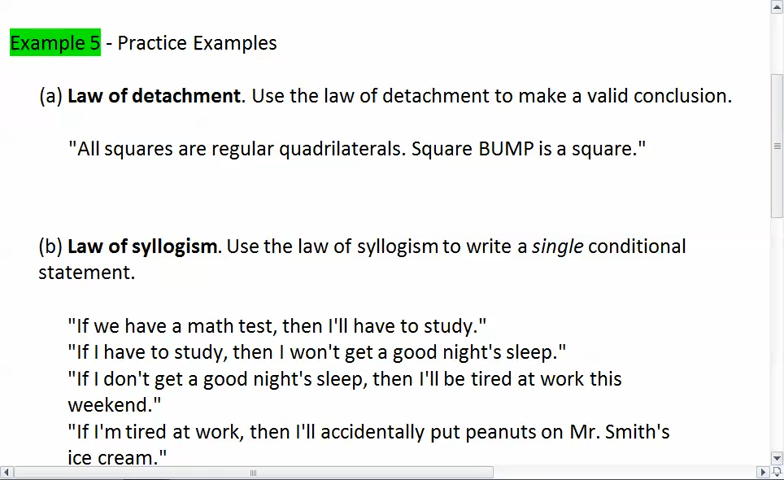 Example 5 - Practice Examples
(a) Law of detachment. Use the law of detachment to make a valid conclusion.
"All squares are regular quadrilaterals. Square BUMP is a square."
(b) Law of syllogism. Use the law of syllogism to write a single conditional
statement.
"If we have a math test, then I'll have to study."
"If I have to study, then I won't get a good night's sleep."
"If I don't get a good night's sleep, then I'll be tired at work this
weekend."
"If I'm tired at work, then I'll accidentally put peanuts on Mr. Smith's
ice cream."